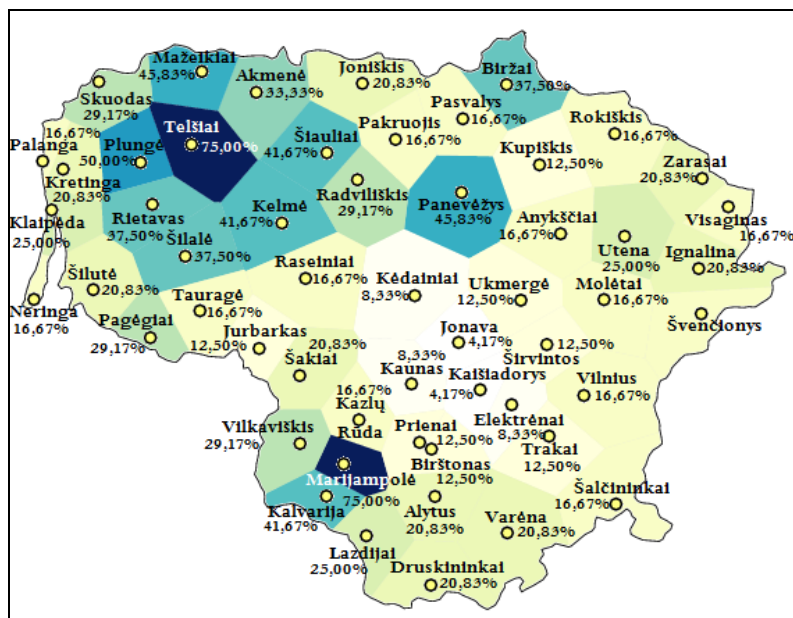 Mažeikiai
45,83%
Akmenė
33,33%
Joniškis
20,83%
Biržai
37,50%
Skuodas
29,17%
Pasvalys
16,67%
Rokiškis
16,67%
Palanga
16,67%
Plungė
50,00%
Telšiai
75,00%
Šiauliai
41,67%
Pakruojis
16,67%
Kupiškis
12,50%
Zarasai
20,83%
Kretinga
20,83%
Radviliškis
29,17%
Panevėžys
45,83%
Visaginas
16,67%
Klaipėda
25,00%
Rietavas
37,50%
Kelmė
41,67%
Anykščiai
16,67%
Utena
25,00%
Šilalė
37,50%
Ignalina
20,83%
Šilutė
20,83%
Raseiniai
16,67%
Kėdainiai
8,33%
Ukmergė
12,50%
Molėtai
16,67%
Neringa
16,67%
Tauragė
16,67%
Švenčionys
Pagėgiai
29,17%
Jurbarkas
12,50%
Jonava
4,17%
Širvintos
12,50%
Šakiai
20,83%
Kaunas
8,33%
Kaišiadorys
4,17%
Vilnius
16,67%
Kazlų
Rūda
16,67%
Elektrėnai
8,33%
Vilkaviškis
29,17%
Prienai
12,50%
Trakai
12,50%
Birštonas
12,50%
Marijampolė
75,00%
Kalvarija
41,67%
Alytus
20,83%
Šalčininkai
16,67%
Varėna
20,83%
Lazdijai
25,00%
Druskininkai
20,83%